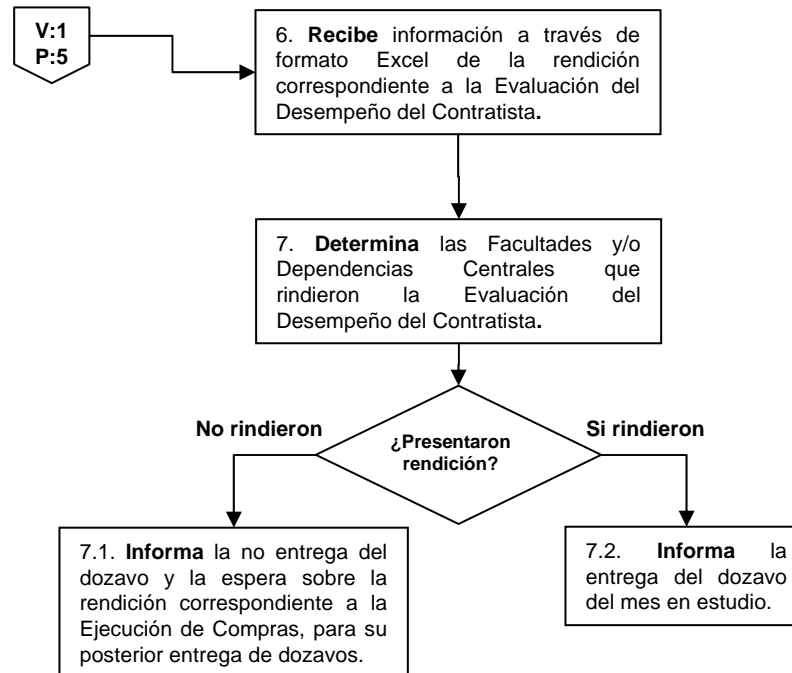 V:1
P:5
6. Recibe información a través de
formato Excel de la rendición
correspondiente a la Evaluación del
Desempeño del Contratista.
7. Determina las Facultades y/o
Dependencias Centrales que
rindieron la Evaluación del
Desempeño del Contratista.
No rindieron
¿Presentaron
rendición?
Si rindieron
7.1. Informa la no entrega del
dozavo y la espera sobre la
rendición correspondiente a la
Ejecución de Compras, para su
posterior entrega de dozavos.
7.2. Informa la
entrega del dozavo
del mes en estudio.